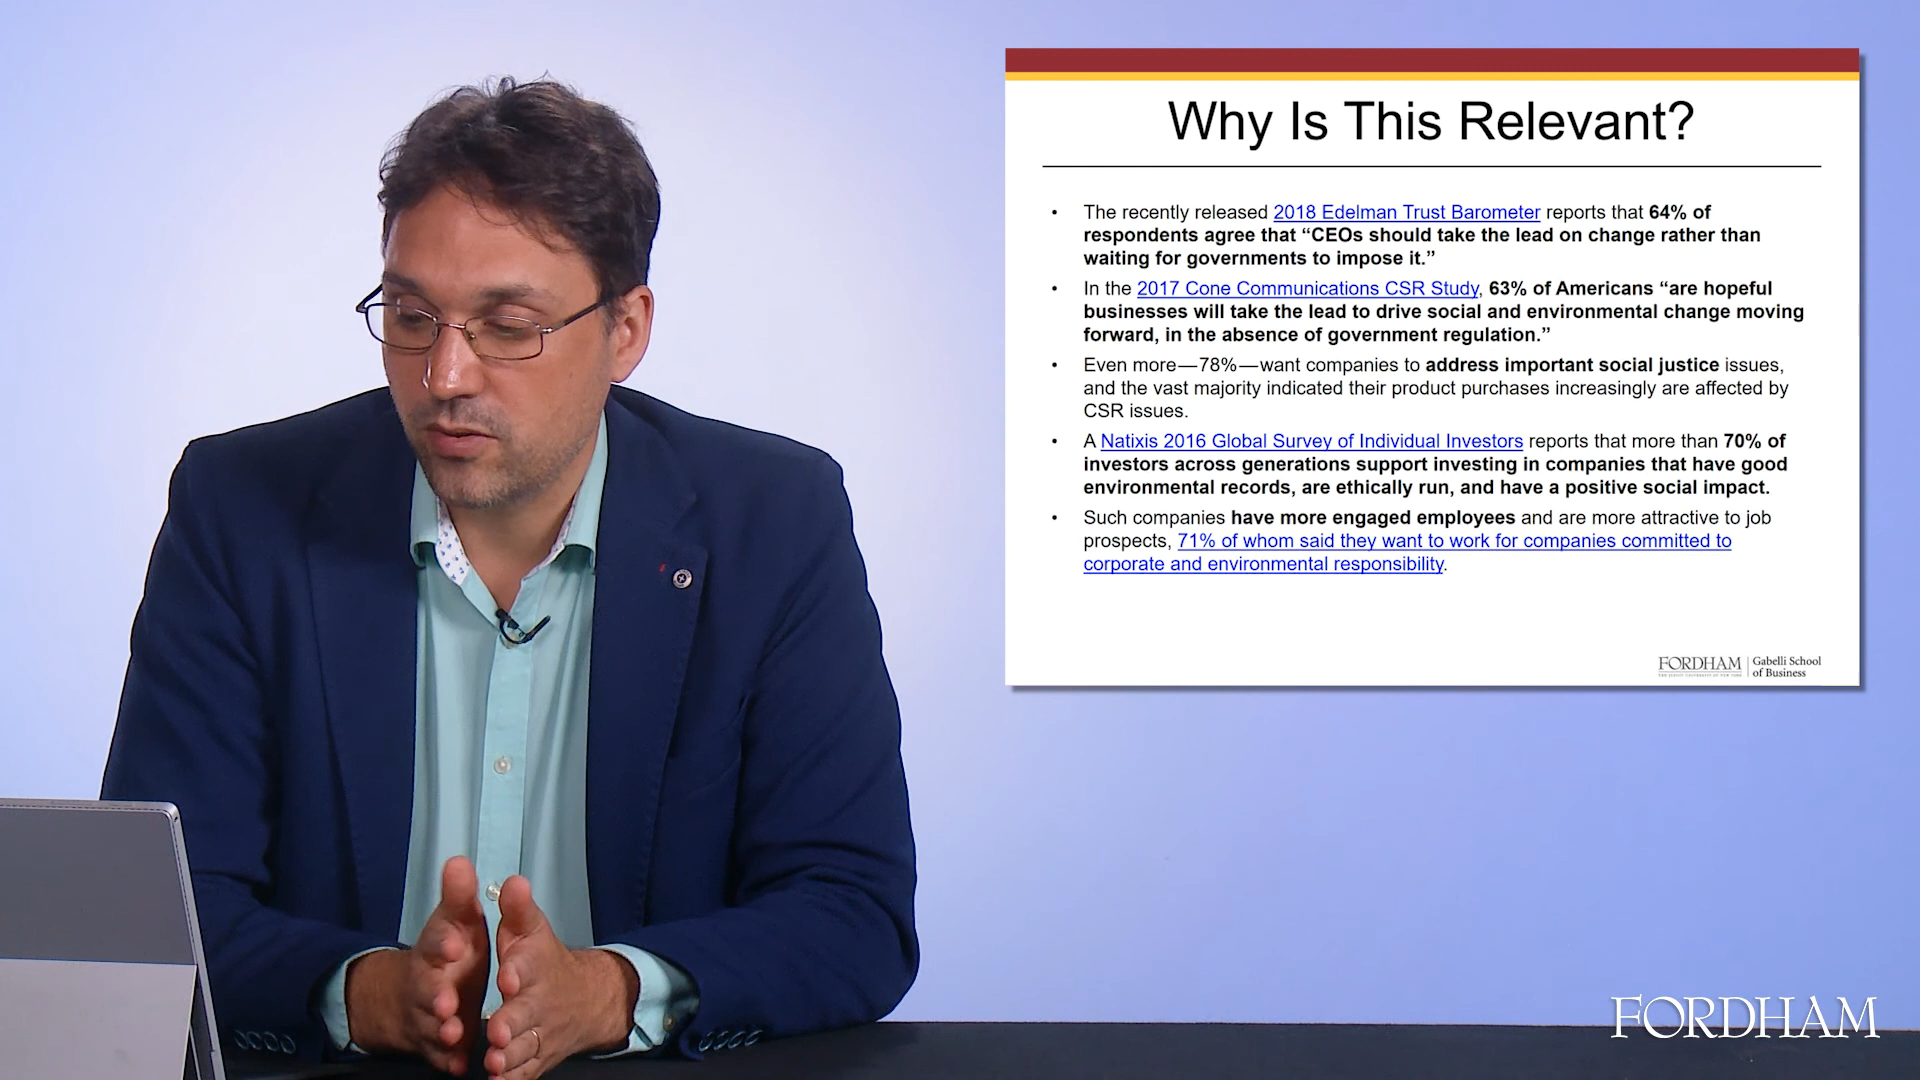 Why Is This Relevant?
• The recently released 2018 Edelman Trust Barometer reports that 64% of
respondents agree that “CEOs should take the lead on change rather than
waiting for governments to impose it.”
• In the 2017 Cone Communications CSR Study, 63% of Americans “are hopeful
businesses will take the lead to drive social and environmental change moving
forward, in the absence of government regulation.”
• Even more—78%—want companies to address important social justice issues,
and the vast majority indicated their product purchases increasingly are affected by
CSR issues.
• A Natixis 2016 Global Survey of Individual Investors reports that more than 70% of
investors across generations support investing in companies that have good
environmental records, are ethically run, and have a positive social impact.
• Such companies have more engaged employees and are more attractive to job
prospects, 71% of whom said they want to work for companies committed to
corporate and environmental responsibility.
FORDHAM
Gabelli School
of Business
FORDHAM